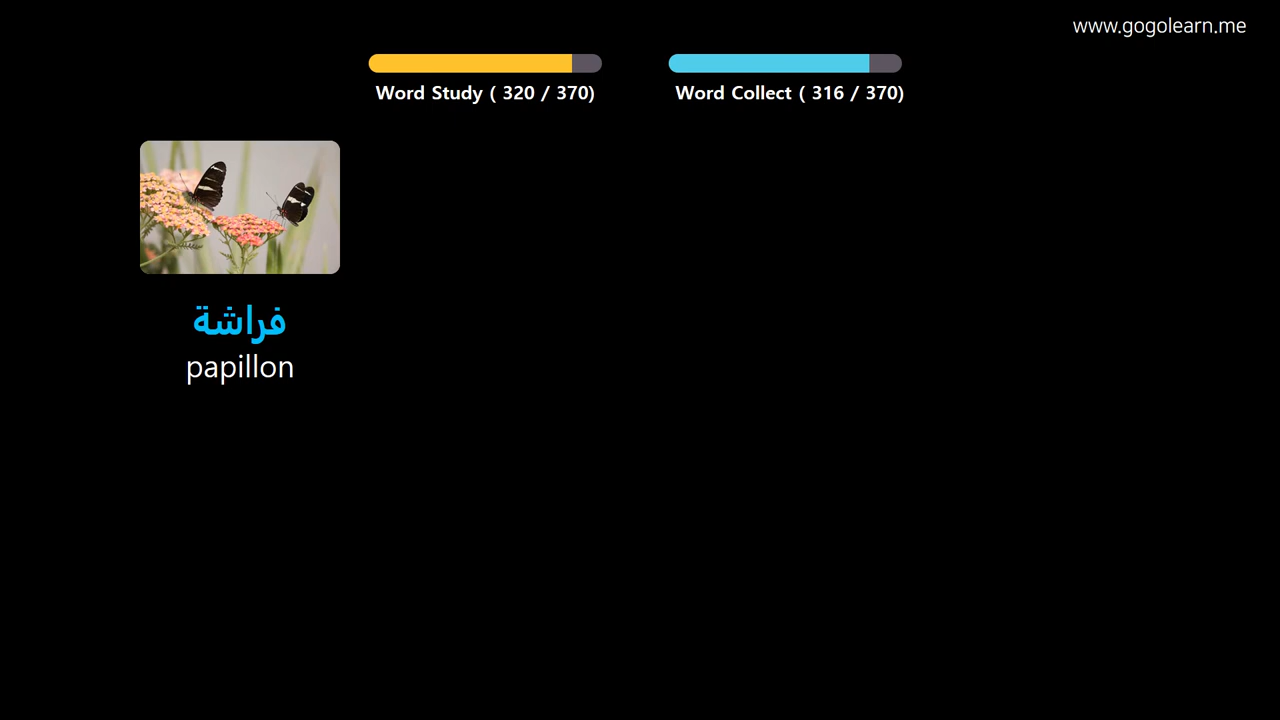 www.gogolearn.me
Word Study ( 320 / 370)
Word Collect ( 316 / 370)
فراشة
papillon